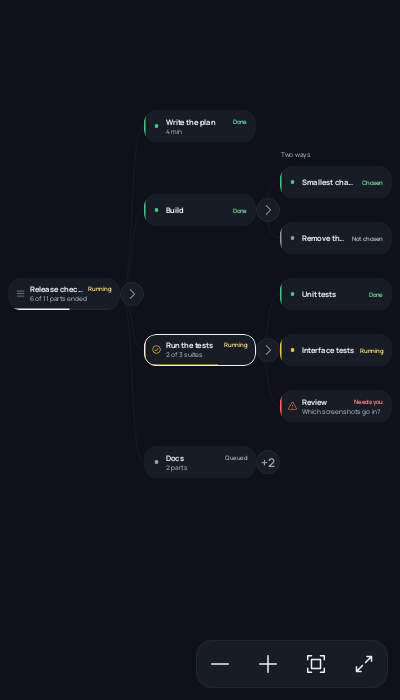 Write the plan
Done
4 min
Two ways
Smallest cha...
Chosen
Build
Done
Remove th...
Not chosen
Release chec...
Running
6 of 11 parts ended
Unit tests
Done
Run the tests
Running
2 of 3 suites
Interface tests
Running
Review
Needs you
Which screenshots go in?
Docs
Queued
2 parts
+2